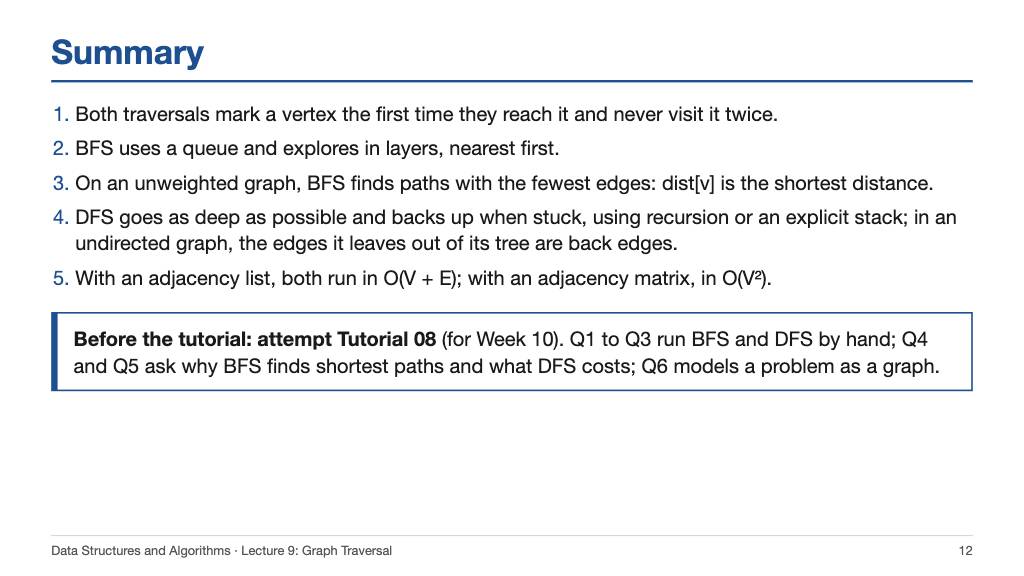 Summary
1. Both traversals mark a vertex the first time they reach it and never visit it twice.
2. BFS uses a queue and explores in layers, nearest first.
3. On an unweighted graph, BFS finds paths with the fewest edges: dist[v] is the shortest distance.
4. DFS goes as deep as possible and backs up when stuck, using recursion or an explicit stack; in an
undirected graph, the edges it leaves out of its tree are back edges.
5. With an adjacency list, both run in O(V + E); with an adjacency matrix, in O(V²).
Before the tutorial: attempt Tutorial 08 (for Week 10). Q1 to Q3 run BFS and DFS by hand; Q4
and Q5 ask why BFS finds shortest paths and what DFS costs; Q6 models a problem as a graph.
Data Structures and Algorithms · Lecture 9: Graph Traversal
12